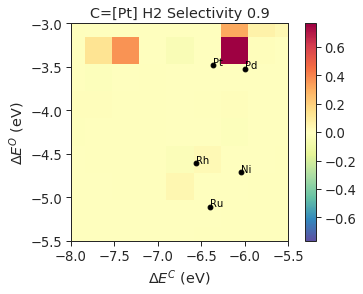 C=[Pt] H2 Selectivity 0.9
−3.0
−3.5
−4.0
−4.5
−5.0
−5.5
ΔE^O (eV)
Pt
Pd
Rh
Ni
Ru
−8.0 −7.5 −7.0 −6.5 −6.0 −5.5
ΔE^C (eV)
0.6
0.4
0.2
0.0
−0.2
−0.4
−0.6